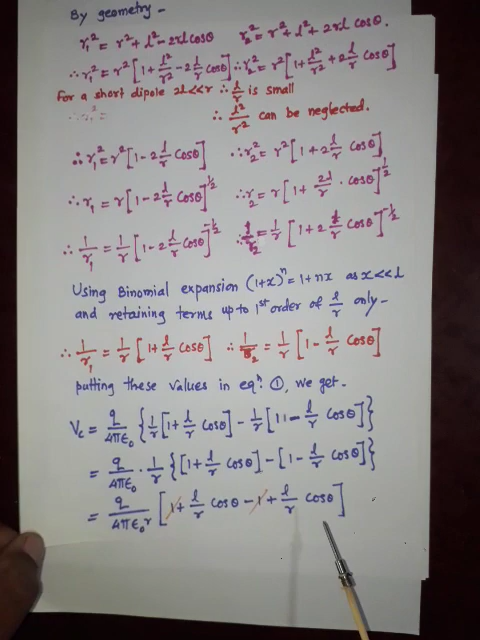 By geometry -
r₁² = r² + l² - 2rl cosθ r₂² = r² + l² + 2rl cosθ.
∴ r₁² = r² [1 + l²/r² - 2 l/r cosθ] ∴ r₂² = r² [1 + l²/r² + 2 l/r cosθ].
For a short dipole 2l << r ∴ l/r is small
∴ l²/r² can be neglected.
∴ r₁² = r² [1 - 2 l/r cosθ] ∴ r₂² = r² [1 + 2 l/r cosθ]
∴ r₁ = r [1 - 2 l/r cosθ]^1/2 ∴ r₂ = r [1 + 2l/r · cosθ]^1/2
∴ 1/r₁ = 1/r [1 - 2 l/r cosθ]^-1/2 ∴ 1/r₂ = 1/r [1 + 2 l/r cosθ]^-1/2
Using Binomial expansion (1+x)^n = 1 + nx as x << 1
and retaining terms up to 1st order of l/r only -
∴ 1/r₁ = 1/r [1 + l/r cosθ] ∴ 1/r₂ = 1/r [1 - l/r cosθ]
putting these values in eqⁿ. ①, we get -
V_c = q/4πε₀ { 1/r [1 + l/r cosθ] - 1/r [1 - l/r cosθ] }
= q/4πε₀ · 1/r { [1 + l/r cosθ] - [1 - l/r cosθ] }
= q/4πε₀r [1 + l/r cosθ - 1 + l/r cosθ]